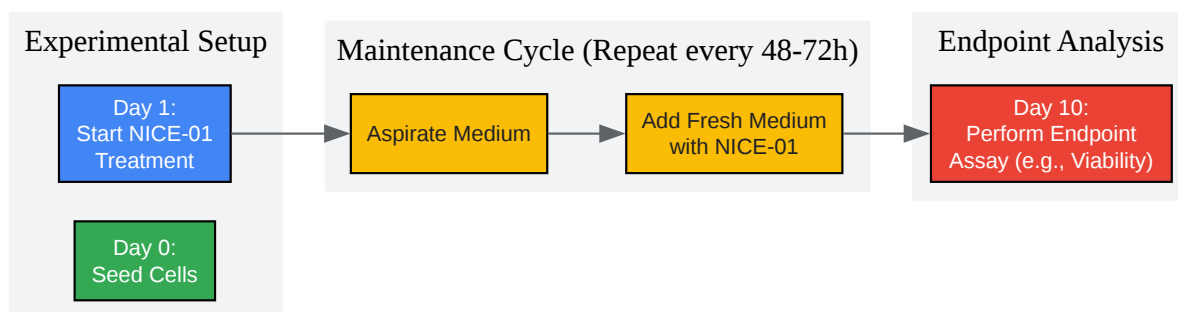 Experimental Setup
Day 1:
Start NICE-01
Treatment
Day 0:
Seed Cells
Maintenance Cycle (Repeat every 48-72h)
Aspirate Medium
Add Fresh Medium
with NICE-01
Endpoint Analysis
Day 10:
Perform Endpoint
Assay (e.g., Viability)